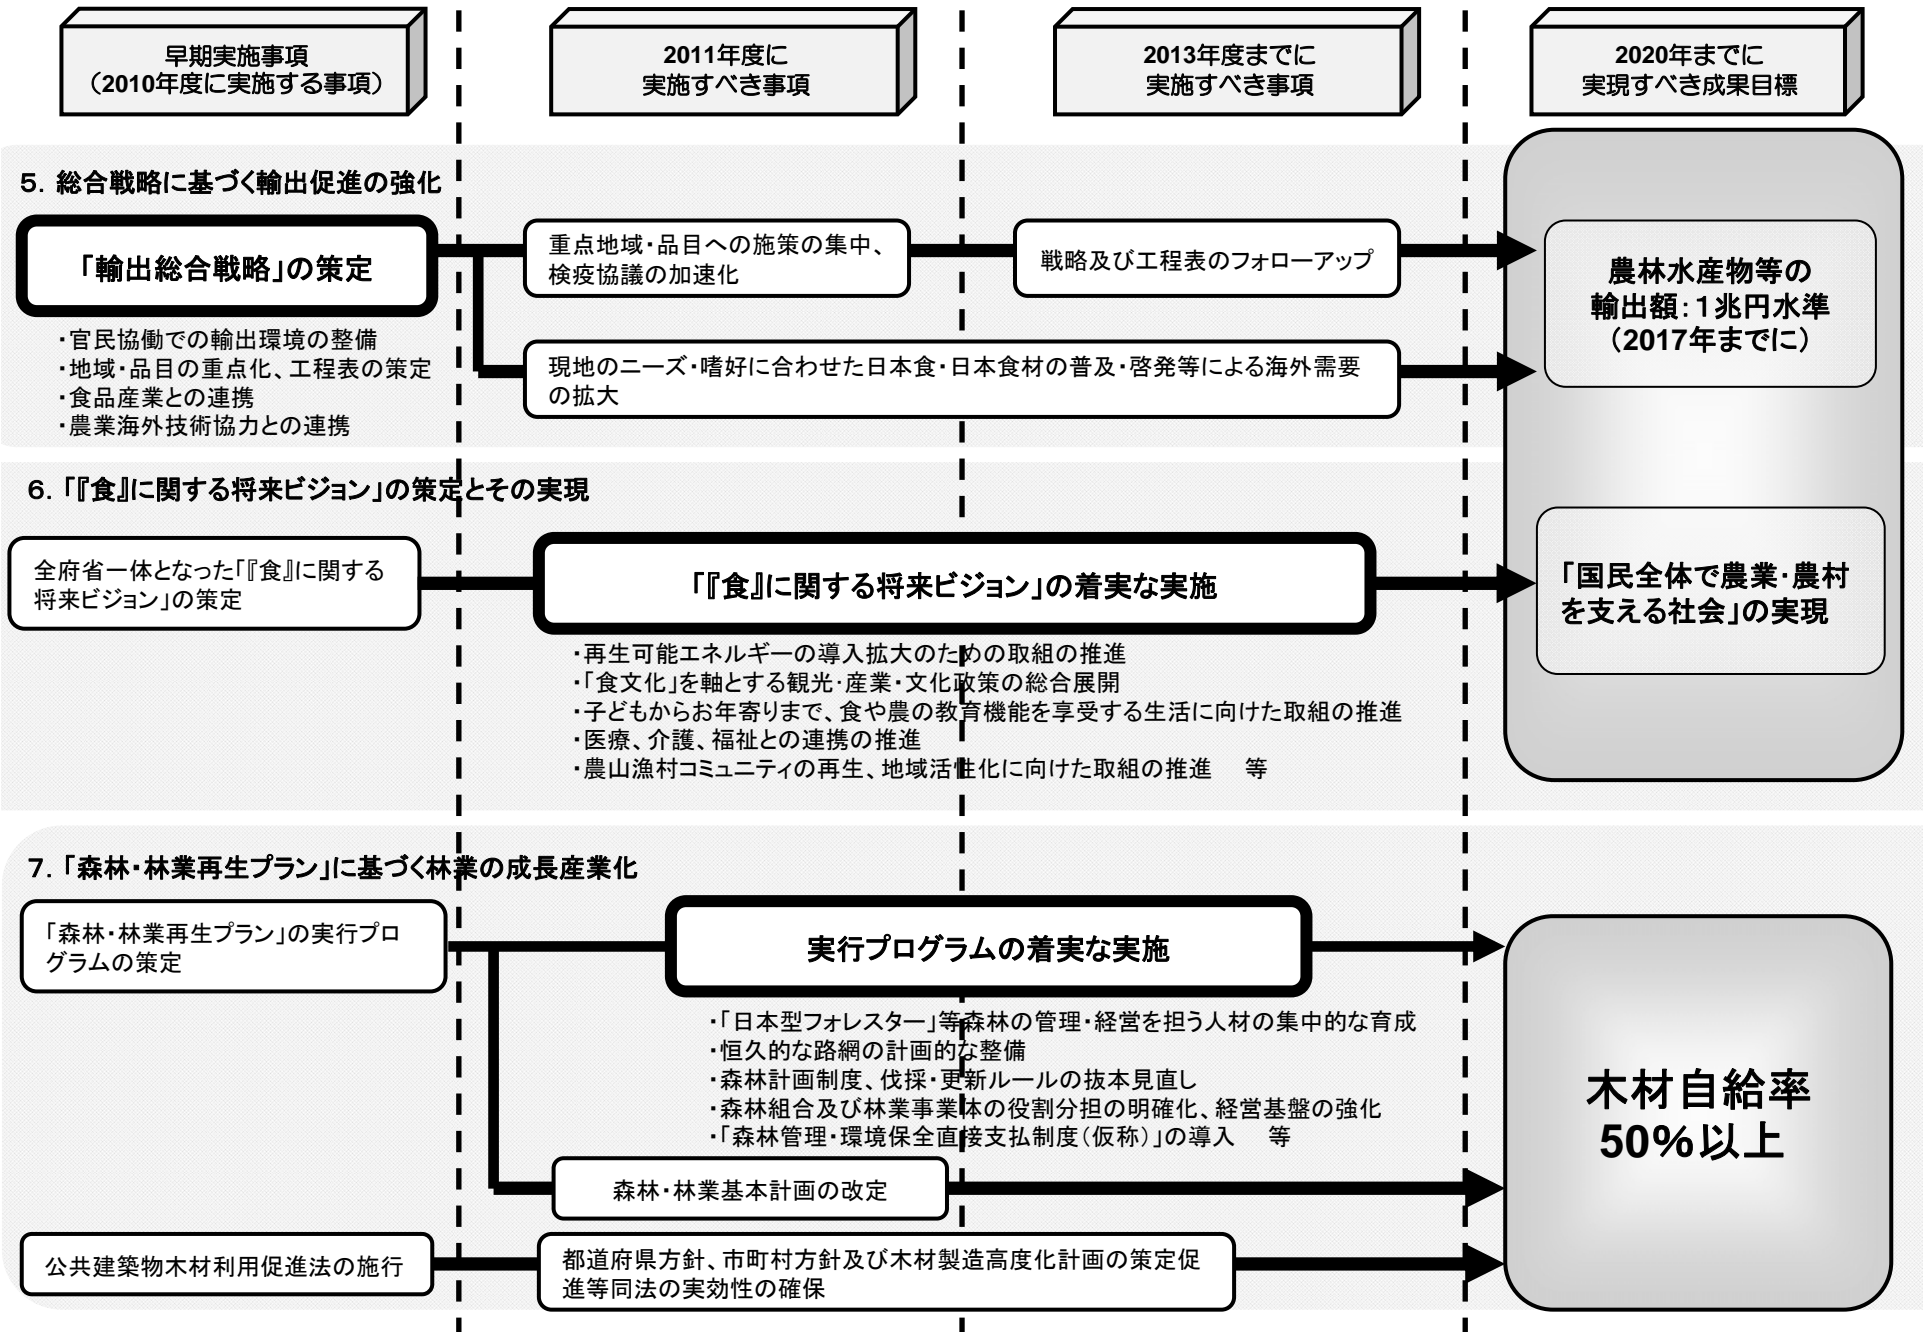 早期実施事項
（2010年度に実施する事項）
2011年度に
実施すべき事項
2013年度までに
実施すべき事項
2020年までに
実現すべき成果目標
５．総合戦略に基づく輸出促進の強化
「輸出総合戦略」の策定
・官民協働での輸出環境の整備
・地域・品目の重点化、工程表の策定
・食品産業との連携
・農業海外技術協力との連携
重点地域・品目への施策の集中、
検疫協議の加速化
戦略及び工程表のフォローアップ
現地のニーズ・嗜好に合わせた日本食・日本食材の普及・啓発等による海外需要
の拡大
農林水産物等の
輸出額：１兆円水準
（2017年までに）
６．「『食』に関する将来ビジョン」の策定とその実現
全府省一体となった「『食』に関する
将来ビジョン」の策定
「『食』に関する将来ビジョン」の着実な実施
・再生可能エネルギーの導入拡大のための取組の推進
・「食文化」を軸とする観光・産業・文化政策の総合展開
・子どもからお年寄りまで、食や農の教育機能を享受する生活に向けた取組の推進
・医療、介護、福祉との連携の推進
・農山漁村コミュニティの再生、地域活性化に向けた取組の推進　等
「国民全体で農業・農村
を支える社会」の実現
７．「森林・林業再生プラン」に基づく林業の成長産業化
「森林・林業再生プラン」の実行プロ
グラムの策定
実行プログラムの着実な実施
・「日本型フォレスター」等森林の管理・経営を担う人材の集中的な育成
・恒久的な路網の計画的な整備
・森林計画制度、伐採・更新ルールの抜本見直し
・森林組合及び林業事業体の役割分担の明確化、経営基盤の強化
・「森林管理・環境保全直接支払制度（仮称）」の導入　等
森林・林業基本計画の改定
公共建築物木材利用促進法の施行
都道府県方針、市町村方針及び木材製造高度化計画の策定促
進等同法の実効性の確保
木材自給率
50％以上